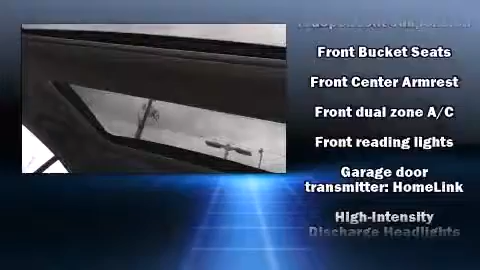 Front Bucket Seats
Front Center Armrest
Front dual zone A/C
Front reading lights
Garage door
transmitter: HomeLink
High-Intensity
Discharge Headlights